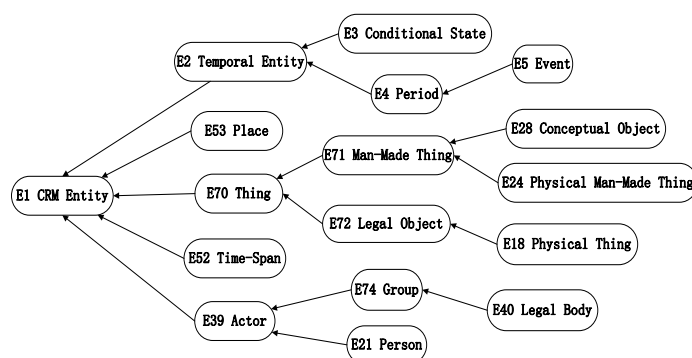 E3 Conditional State
E2 Temporal Entity
E5 Event
E4 Period
E53 Place
E28 Conceptual Object
E71 Man-Made Thing
E24 Physical Man-Made Thing
E1 CRM Entity
E70 Thing
E72 Legal Object
E18 Physical Thing
E52 Time-Span
E74 Group
E40 Legal Body
E39 Actor
E21 Person